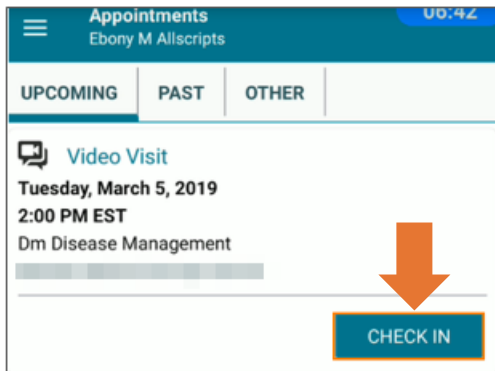 Appointments
06:42
Ebony M Allscripts
UPCOMING
PAST
OTHER
Video Visit
Tuesday, March 5, 2019
2:00 PM EST
Dm Disease Management
CHECK IN